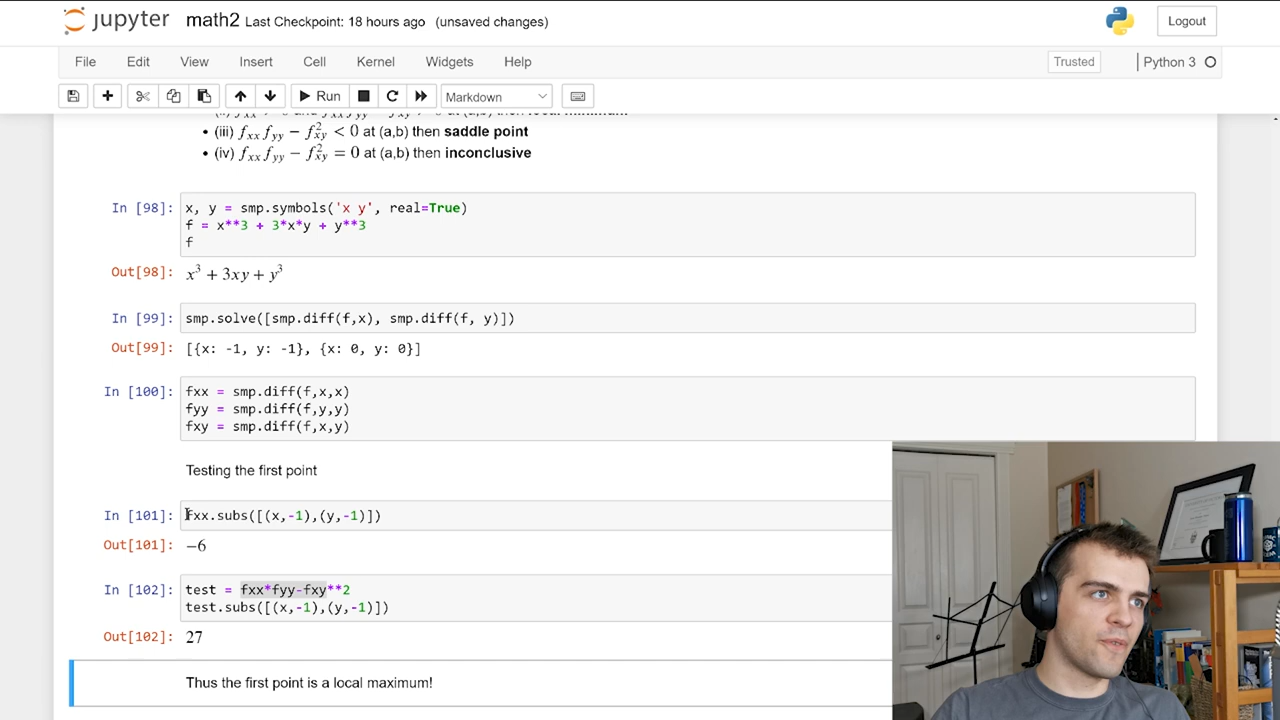 jupyter math2 Last Checkpoint: 18 hours ago (unsaved changes)
Logout
File Edit View Insert Cell Kernel Widgets Help
Trusted
Python 3
Run
Markdown
• (iii) fₓₓ f_yy − f²_xy < 0 at (a,b) then saddle point
• (iv) fₓₓ f_yy − f²_xy = 0 at (a,b) then inconclusive
In [98]: x, y = smp.symbols('x y', real=True)
f = x**3 + 3*x*y + y**3
f
Out[98]: x³ + 3xy + y³
In [99]: smp.solve([smp.diff(f,x), smp.diff(f, y)])
Out[99]: [{x: -1, y: -1}, {x: 0, y: 0}]
In [100]: fxx = smp.diff(f,x,x)
fyy = smp.diff(f,y,y)
fxy = smp.diff(f,x,y)
Testing the first point
In [101]: fxx.subs([(x,-1),(y,-1)])
Out[101]: −6
In [102]: test = fxx*fyy-fxy**2
test.subs([(x,-1),(y,-1)])
Out[102]: 27
Thus the first point is a local maximum!